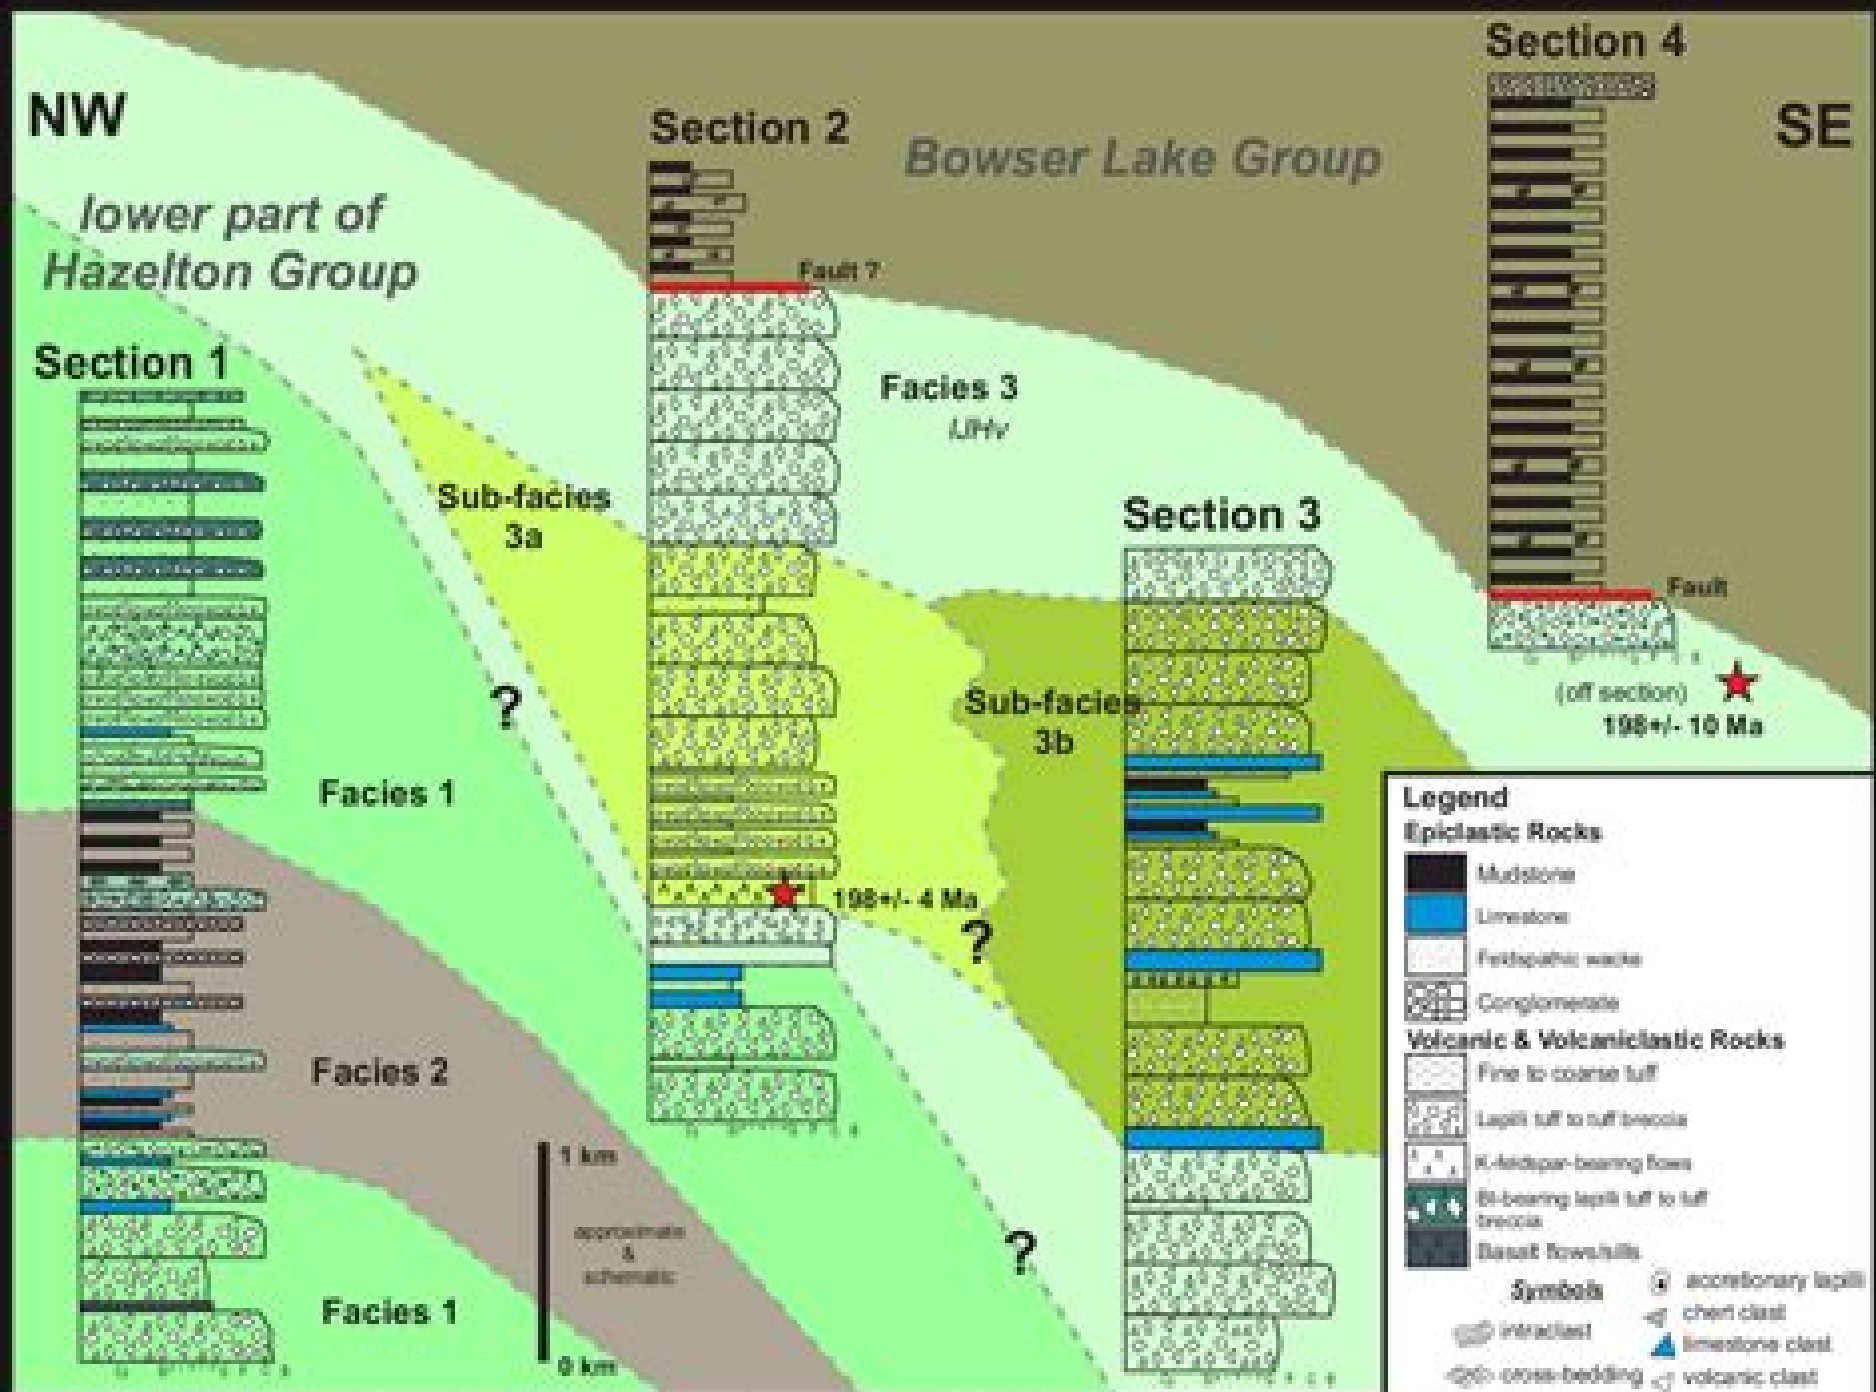 Section 4
NW
SE
Section 2
Bowser Lake Group
lower part of
Hazelton Group
Fault ?
Section 1
Facies 3
lJHv
Sub-facies
3a
Section 3
Fault
(off section)
198+/- 10 Ma
?
Sub-facies
3b
Facies 1
198+/- 4 Ma
?
Facies 2
1 km
approximate
&
schematic
0 km
?
Facies 1
Legend
Epiclastic Rocks
Mudstone
Limestone
Feldspathic wacke
Conglomerate
Volcanic & Volcaniclastic Rocks
Fine to coarse tuff
Lapilli tuff to tuff breccia
K-feldspar-bearing flows
Bt-bearing lapilli tuff to tuff
breccia
Basalt flows/sills
Symbols
accretionary lapilli
chert clast
intraclast
limestone clast
cross-bedding
volcanic clast